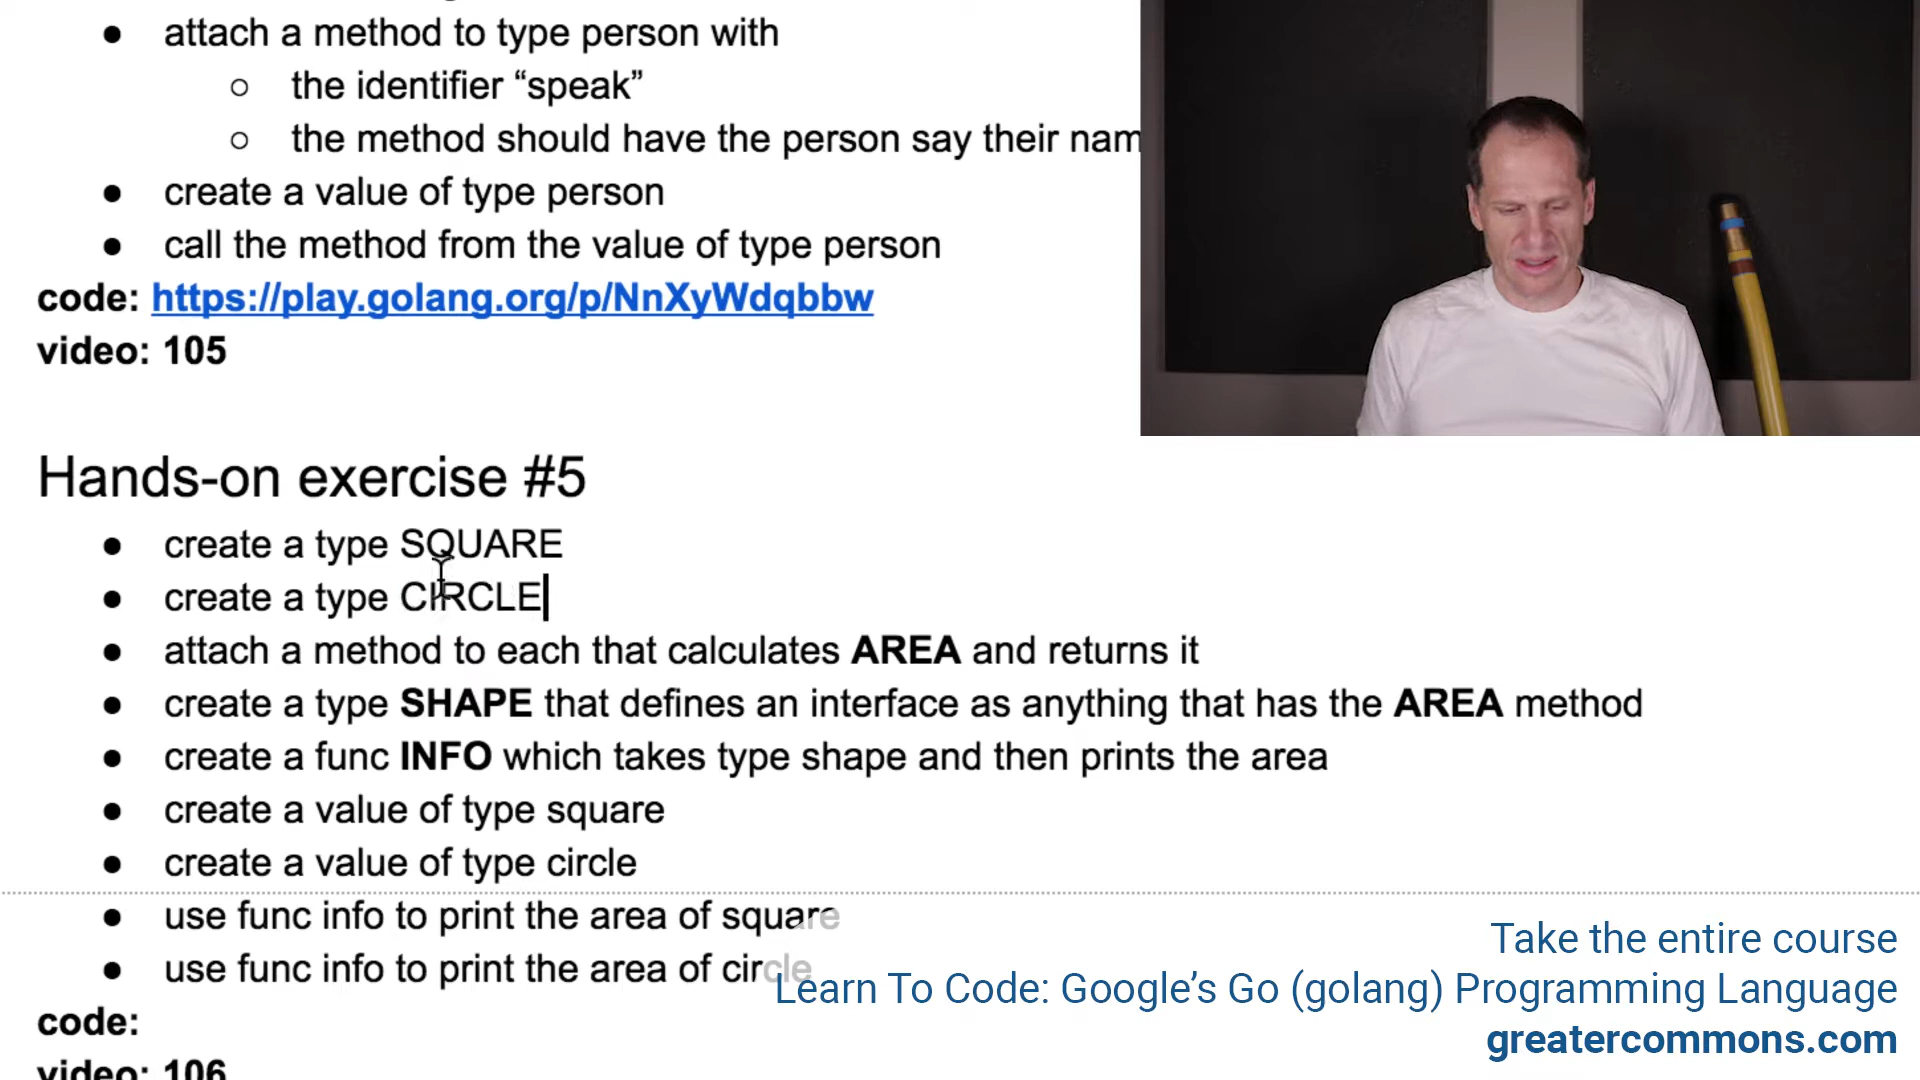 attach a method to type person with
the identifier “speak”
the method should have the person say their nam
create a value of type person
call the method from the value of type person
code: https://play.golang.org/p/NnXyWdqbbw
video: 105
Hands-on exercise #5
create a type SQUARE
create a type CIRCLE
attach a method to each that calculates AREA and returns it
create a type SHAPE that defines an interface as anything that has the AREA method
create a func INFO which takes type shape and then prints the area
create a value of type square
create a value of type circle
use func info to print the area of square
use func info to print the area of circle
code:
video: 106
Take the entire course
Learn To Code: Google’s Go (golang) Programming Language
greatercommons.com